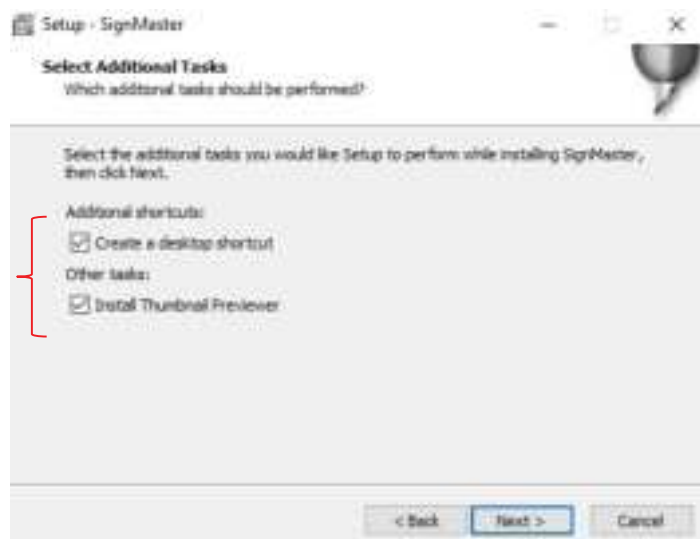 Setup - SignMaster
Select Additional Tasks
Which additional tasks should be performed?
Select the additional tasks you would like Setup to perform while installing SignMaster,
then click Next.
Additional shortcuts:
Create a desktop shortcut
Other tasks:
Install Thumbnail Previewer
< Back
Next >
Cancel